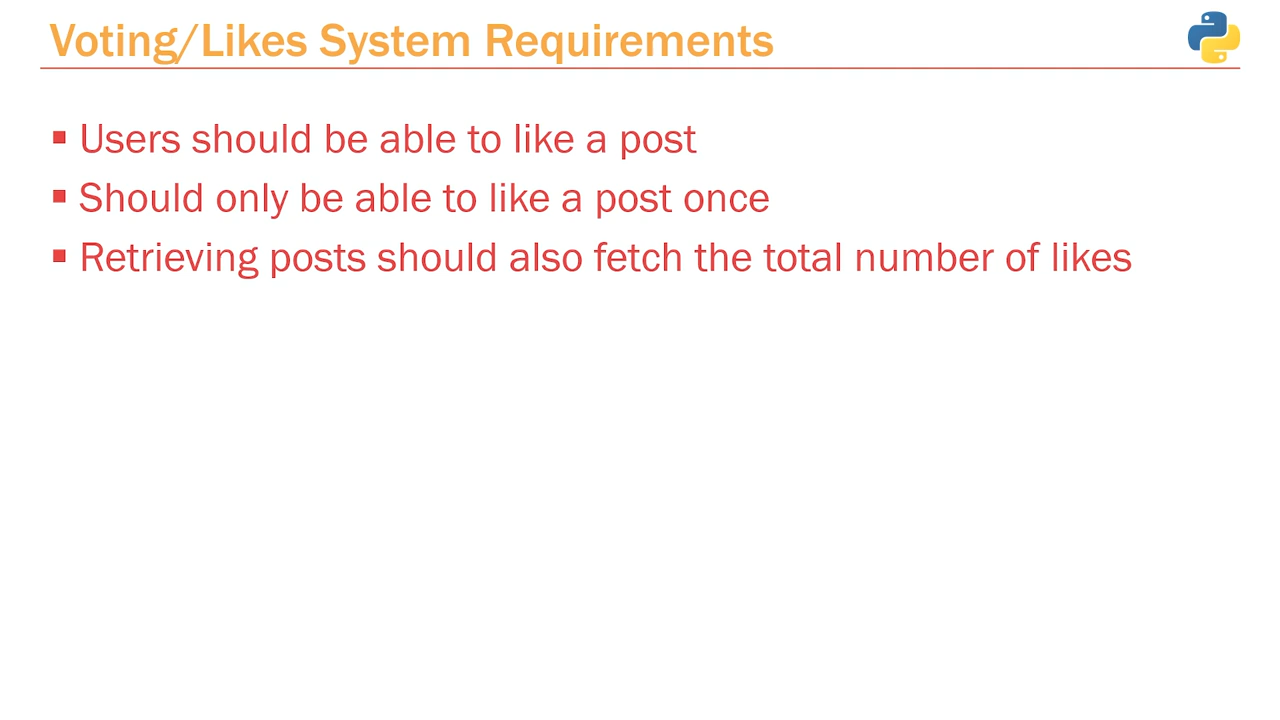 Voting/Likes System Requirements
▪ Users should be able to like a post
▪ Should only be able to like a post once
▪ Retrieving posts should also fetch the total number of likes